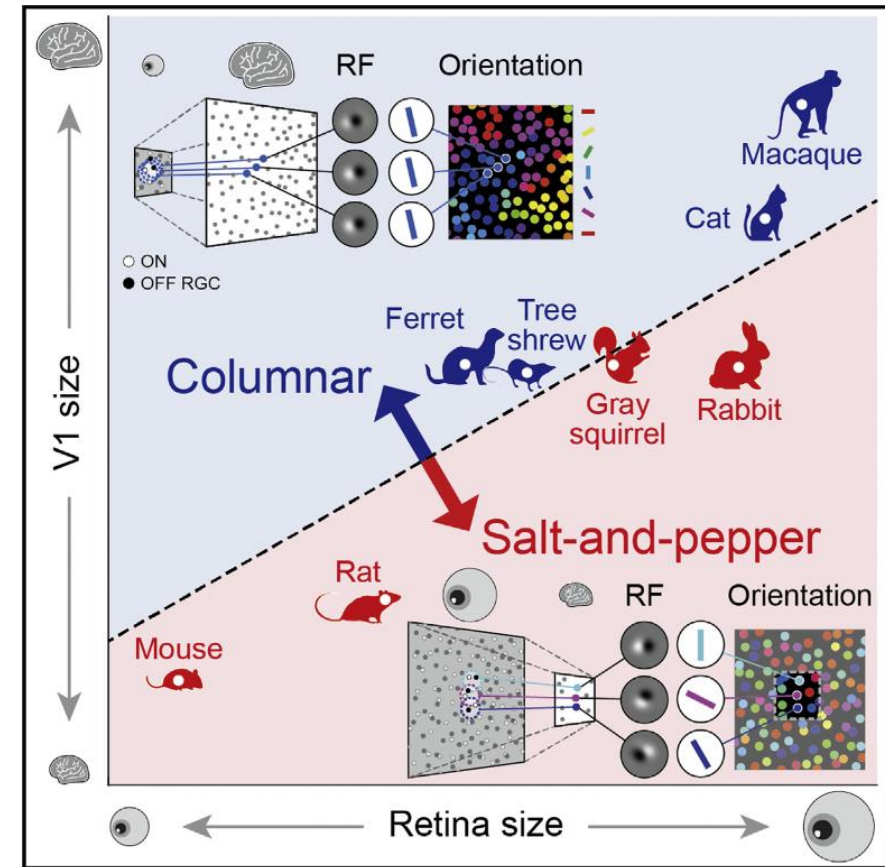 RF
Orientation
Macaque
Cat
ON
OFF RGC
Ferret
Tree
shrew
Columnar
Gray
squirrel
Rabbit
V1 size
Salt-and-pepper
Rat
RF
Orientation
Mouse
Retina size